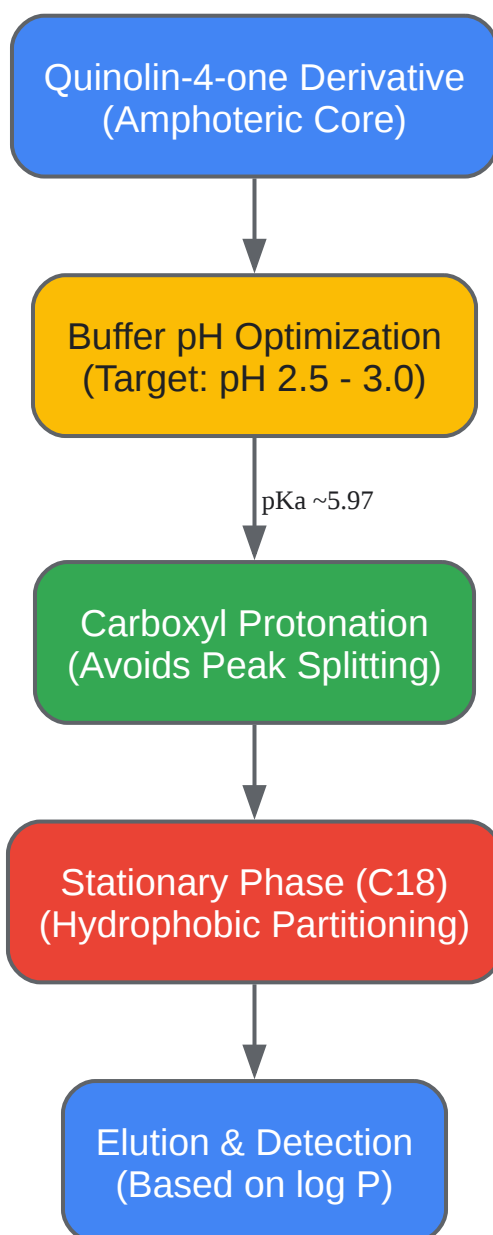 Quinolin-4-one Derivative
(Amphoteric Core)
Buffer pH Optimization
(Target: pH 2.5 - 3.0)
pKa ~5.97
Carboxyl Protonation
(Avoids Peak Splitting)
Stationary Phase (C18)
(Hydrophobic Partitioning)
Elution & Detection
(Based on log P)